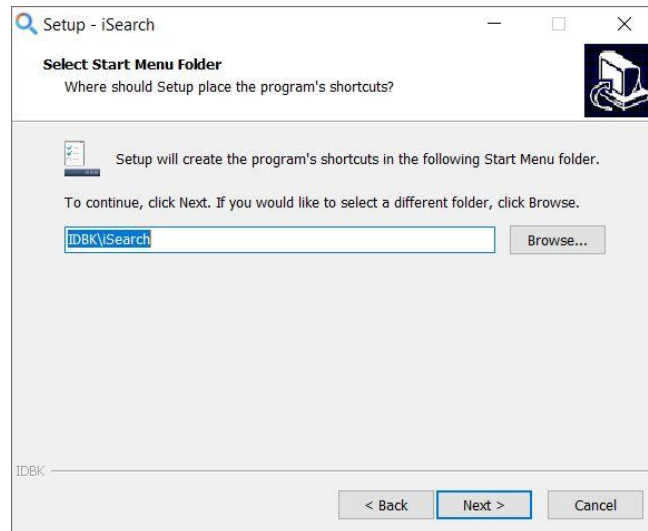 Setup - iSearch
Select Start Menu Folder
Where should Setup place the program's shortcuts?
Setup will create the program's shortcuts in the following Start Menu folder.
To continue, click Next. If you would like to select a different folder, click Browse.
IDBK\iSearch
Browse...
IDBK
< Back
Next >
Cancel